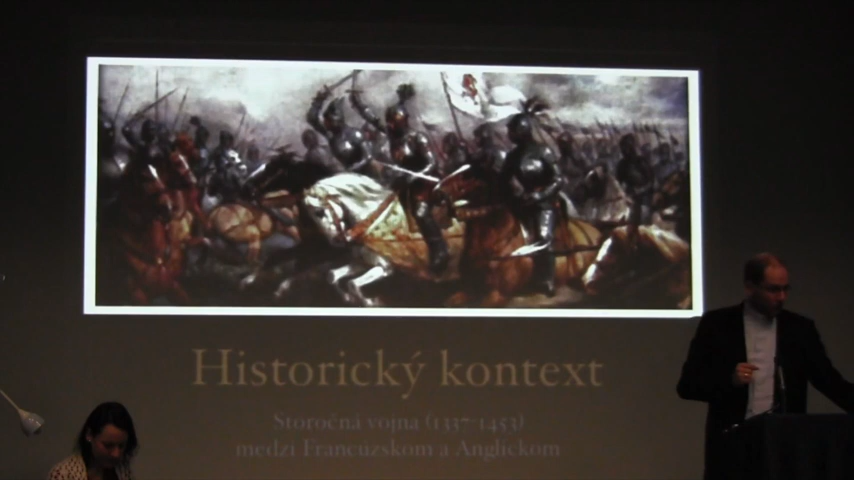 Historický kontext
Storočná vojna (1337-1453)
medzi Francúzskom a Anglickom